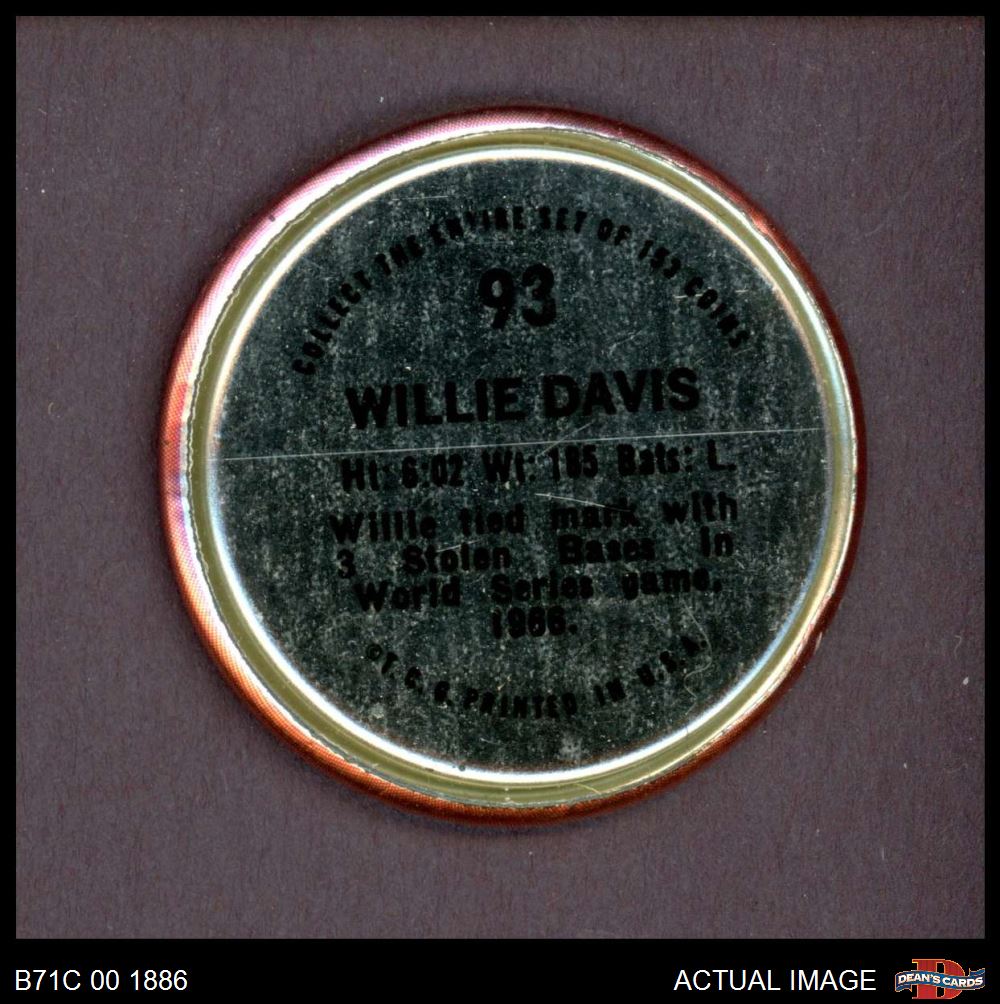 COLLECT THE ENTIRE SET OF 153 COINS
93
WILLIE DAVIS
Ht: 6:02 Wt: 185 Bats: L.
Willie tied mark with
3 Stolen Bases in
World Series game,
1966.
©T. C. G. PRINTED IN U.S.A.
B71C 00 1886
ACTUAL IMAGE
D
DEAN'S CARDS